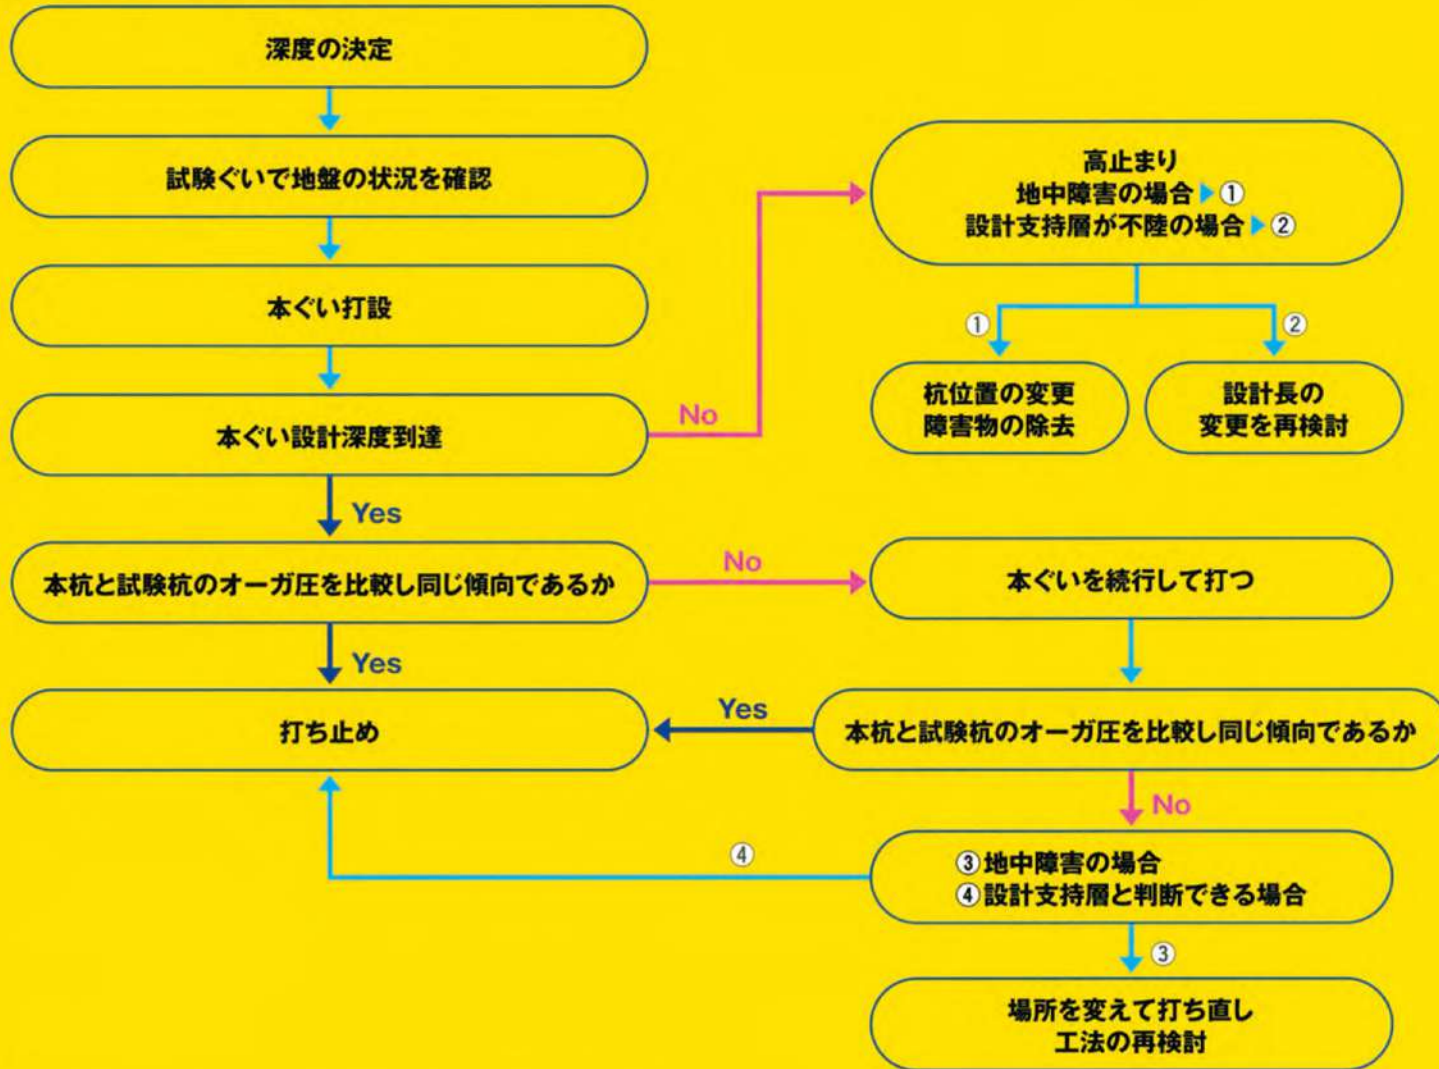 深度の決定
試験ぐいで地盤の状況を確認
本ぐい打設
本ぐい設計深度到達
No
高止まり
地中障害の場合▶①
設計支持層が不陸の場合▶②
①
②
杭位置の変更
障害物の除去
設計長の
変更を再検討
Yes
本杭と試験杭のオーガ圧を比較し同じ傾向であるか
No
本ぐいを続行して打つ
Yes
打ち止め
Yes
本杭と試験杭のオーガ圧を比較し同じ傾向であるか
No
③地中障害の場合
④設計支持層と判断できる場合
④
③
場所を変えて打ち直し
工法の再検討